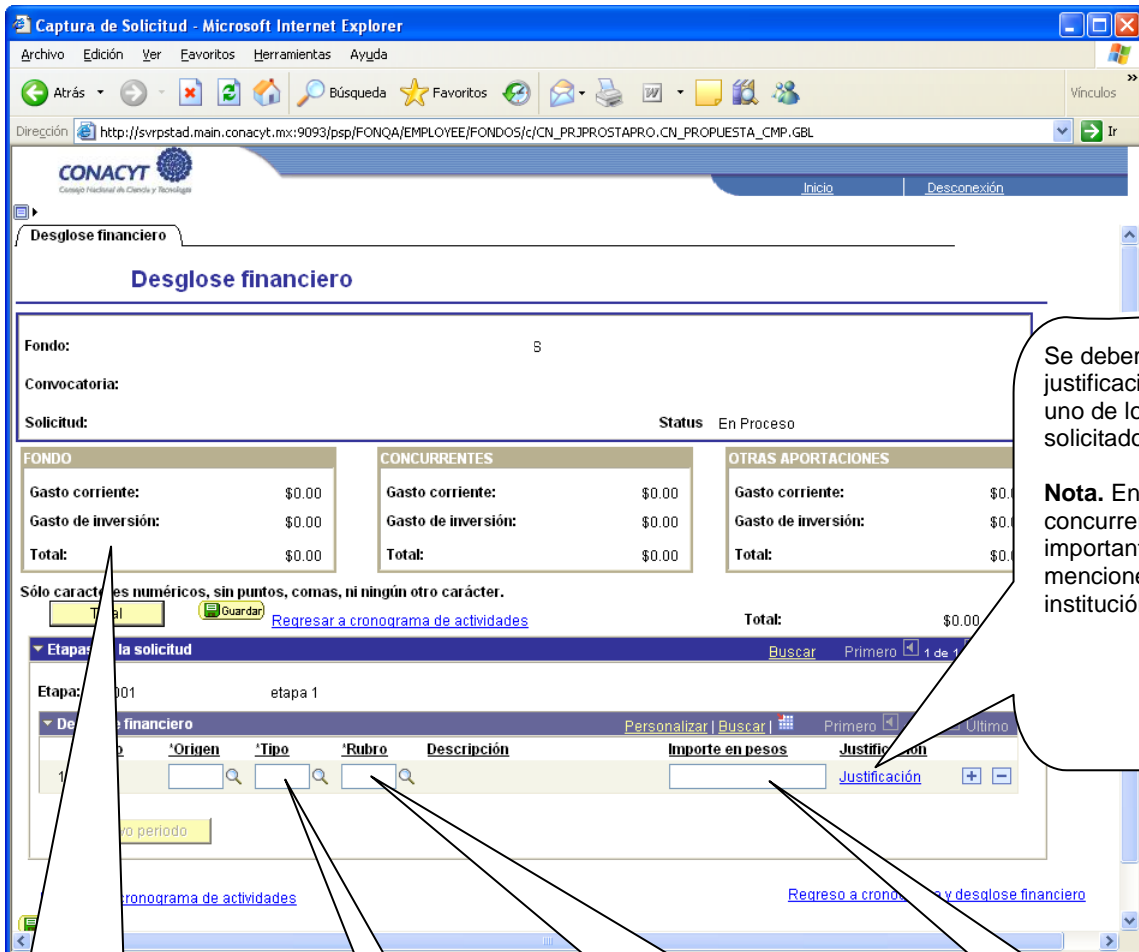 Captura de Solicitud - Microsoft Internet Explorer
Archivo Edición Ver Favoritos Herramientas Ayuda
Atrás Búsqueda Favoritos Vínculos
Dirección http://svrpstad.main.conacyt.mx:9093/psp/FONQA/EMPLOYEE/FONDOS/c/CN_PRJPROSTAPRO.CN_PROPUESTA_CMP.GBL Ir
CONACYT
Consejo Nacional de Ciencia y Tecnología
Inicio Desconexión
Desglose financiero
Desglose financiero
Fondo: S
Convocatoria:
Solicitud: Status En Proceso
FONDO CONCURRENTES OTRAS APORTACIONES
Gasto corriente: $0.00 Gasto corriente: $0.00 Gasto corriente: $0.
Gasto de inversión: $0.00 Gasto de inversión: $0.00 Gasto de inversión: $0.
Total: $0.00 Total: $0.00 Total: $0.
Sólo caracteres numéricos, sin puntos, comas, ni ningún otro carácter.
Guardar Regresar a cronograma de actividades Total: $0.00
Etapas la solicitud Buscar Primero 1 de 1
Etapa: 001 etapa 1
financiero Personalizar | Buscar | Primero Último
*Origen *Tipo *Rubro Descripción Importe en pesos
1 Justificación
periodo
cronograma de actividades Regreso a y desglose financiero
Se deber
justificaci
uno de lo
solicitado
Nota. En
concurre
importan
mencione
institució